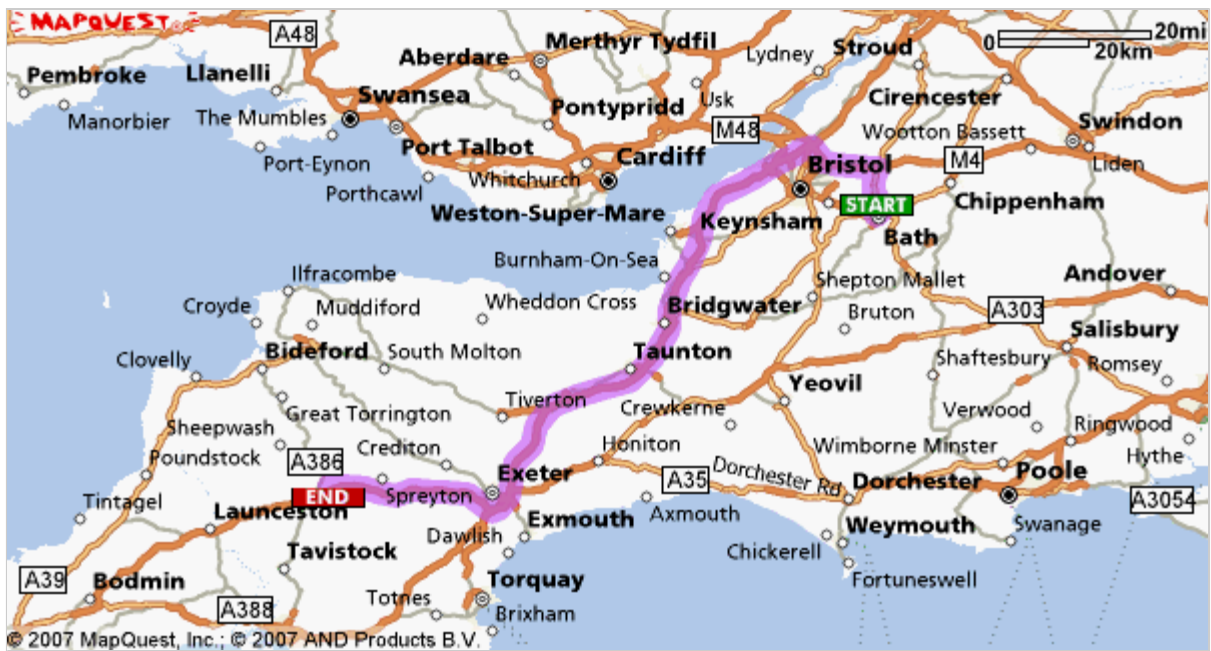 MAPQUEST
A48
Merthyr Tydfil
Lydney
Stroud
0 20mi
20km
Pembroke
Llanelli
Aberdare
Manorbier
The Mumbles
Swansea
Pontypridd
Usk
Cirencester
M48
Wootton Bassett
Swindon
Port-Eynon
Port Talbot
Cardiff
Bristol
M4
Liden
Porthcawl
Whitchurch
START
Chippenham
Weston-Super-Mare
Keynsham
Bath
Burnham-On-Sea
Shepton Mallet
Andover
Ilfracombe
Croyde
Muddiford
Wheddon Cross
Bridgwater
Bruton
A303
Salisbury
Clovelly
Bideford
South Molton
Taunton
Shaftesbury
Romsey
Great Torrington
Tiverton
Crewkerne
Yeovil
Verwood
Ringwood
Sheepwash
Crediton
Honiton
Wimborne Minster
Hythe
Poundstock
A386
Exeter
A35
Dorchester Rd
Dorchester
Poole
Tintagel
END
Spreyton
A3054
Launceston
Dawlish
Exmouth
Axmouth
Weymouth
Swanage
Tavistock
Chickerell
A39
Bodmin
Torquay
Fortuneswell
A388
Totnes
Brixham
© 2007 MapQuest, Inc.; © 2007 AND Products B.V.